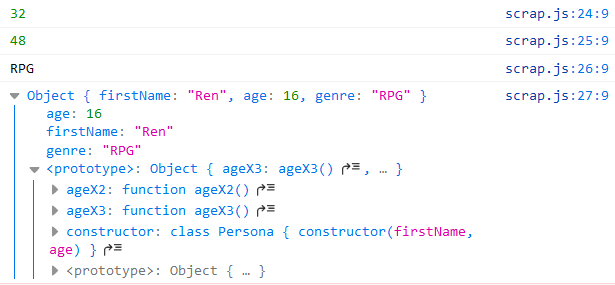 32 scrap.js:24:9
48 scrap.js:25:9
RPG scrap.js:26:9
Object { firstName: "Ren", age: 16, genre: "RPG" } scrap.js:27:9
age: 16
firstName: "Ren"
genre: "RPG"
<prototype>: Object { ageX3: ageX3() , … }
ageX2: function ageX2()
ageX3: function ageX3()
constructor: class Persona { constructor(firstName,
age) }
<prototype>: Object { … }